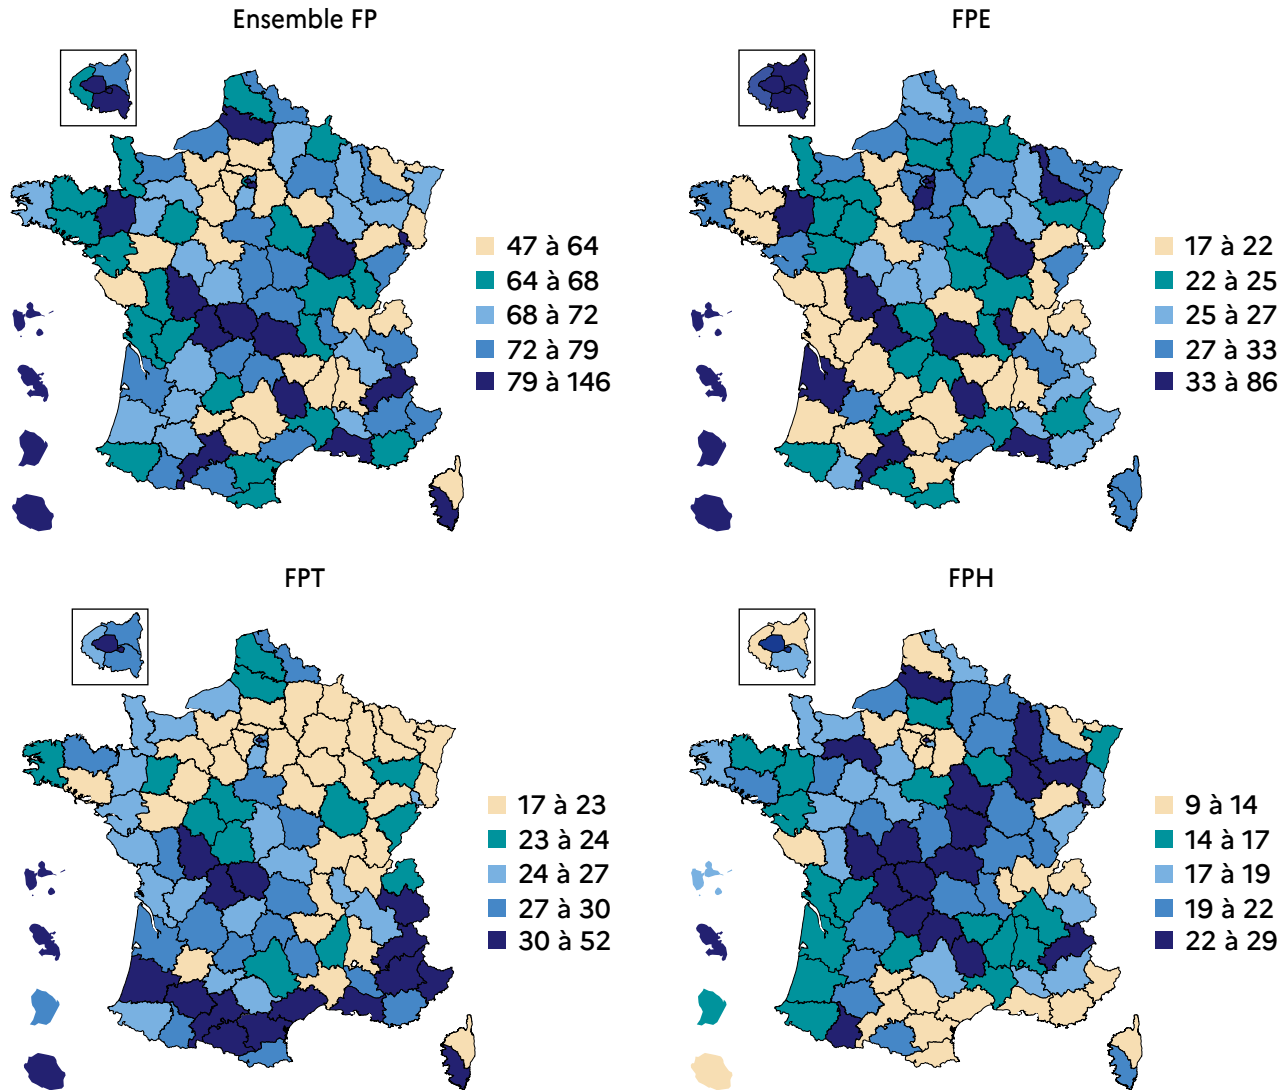 Ensemble FP
47 à 64
64 à 68
68 à 72
72 à 79
79 à 146
FPE
17 à 22
22 à 25
25 à 27
27 à 33
33 à 86
FPT
17 à 23
23 à 24
24 à 27
27 à 30
30 à 52
FPH
9 à 14
14 à 17
17 à 19
19 à 22
22 à 29